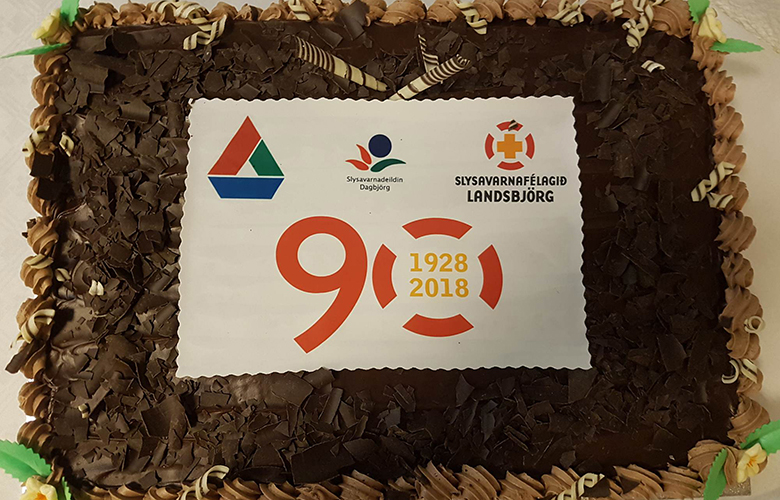 Slysavarnadeildin
Dagbjörg
SLYSAVARNAFÉLAGIÐ
LANDSBJÖRG
90
1928
2018